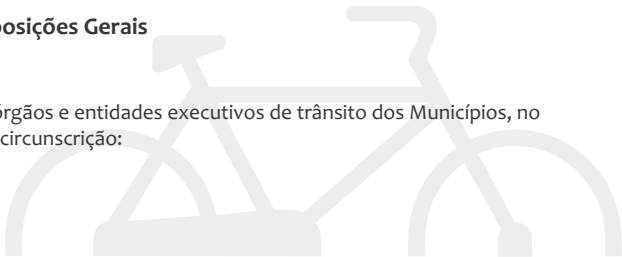 posições Gerais
órgãos e entidades executivos de trânsito dos Municípios, no
circunscrição: